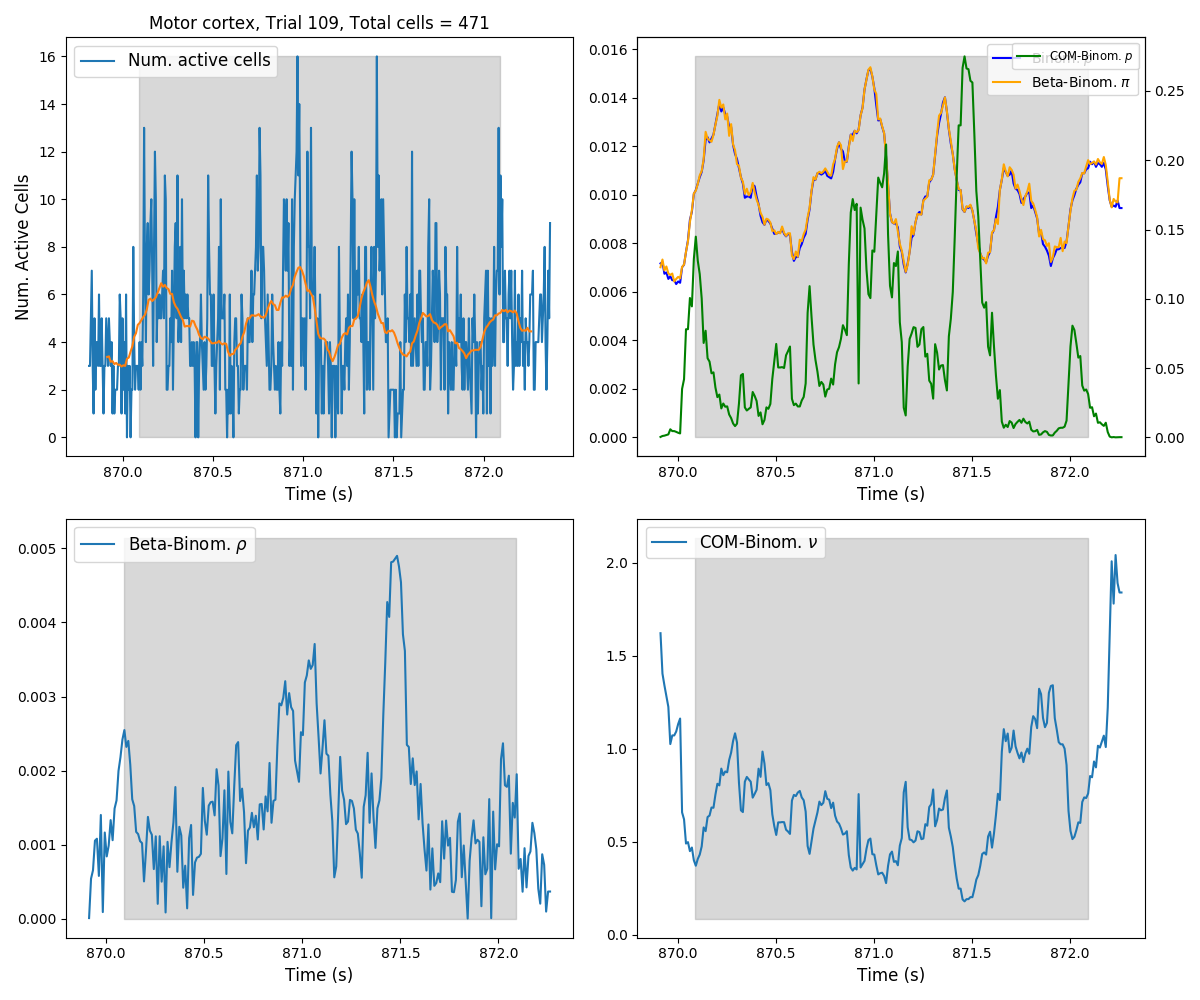 Motor cortex, Trial 109, Total cells = 471
Num. active cells
Num. Active Cells
16
14
12
10
8
6
4
2
0
870.0 870.5 871.0 871.5 872.0
Time (s)
COM-Binom. p
Beta-Binom. π
0.016
0.014
0.012
0.010
0.008
0.006
0.004
0.002
0.000
0.25
0.20
0.15
0.10
0.05
0.00
870.0 870.5 871.0 871.5 872.0
Time (s)
Beta-Binom. ρ
0.005
0.004
0.003
0.002
0.001
0.000
870.0 870.5 871.0 871.5 872.0
Time (s)
COM-Binom. ν
2.0
1.5
1.0
0.5
0.0
870.0 870.5 871.0 871.5 872.0
Time (s)